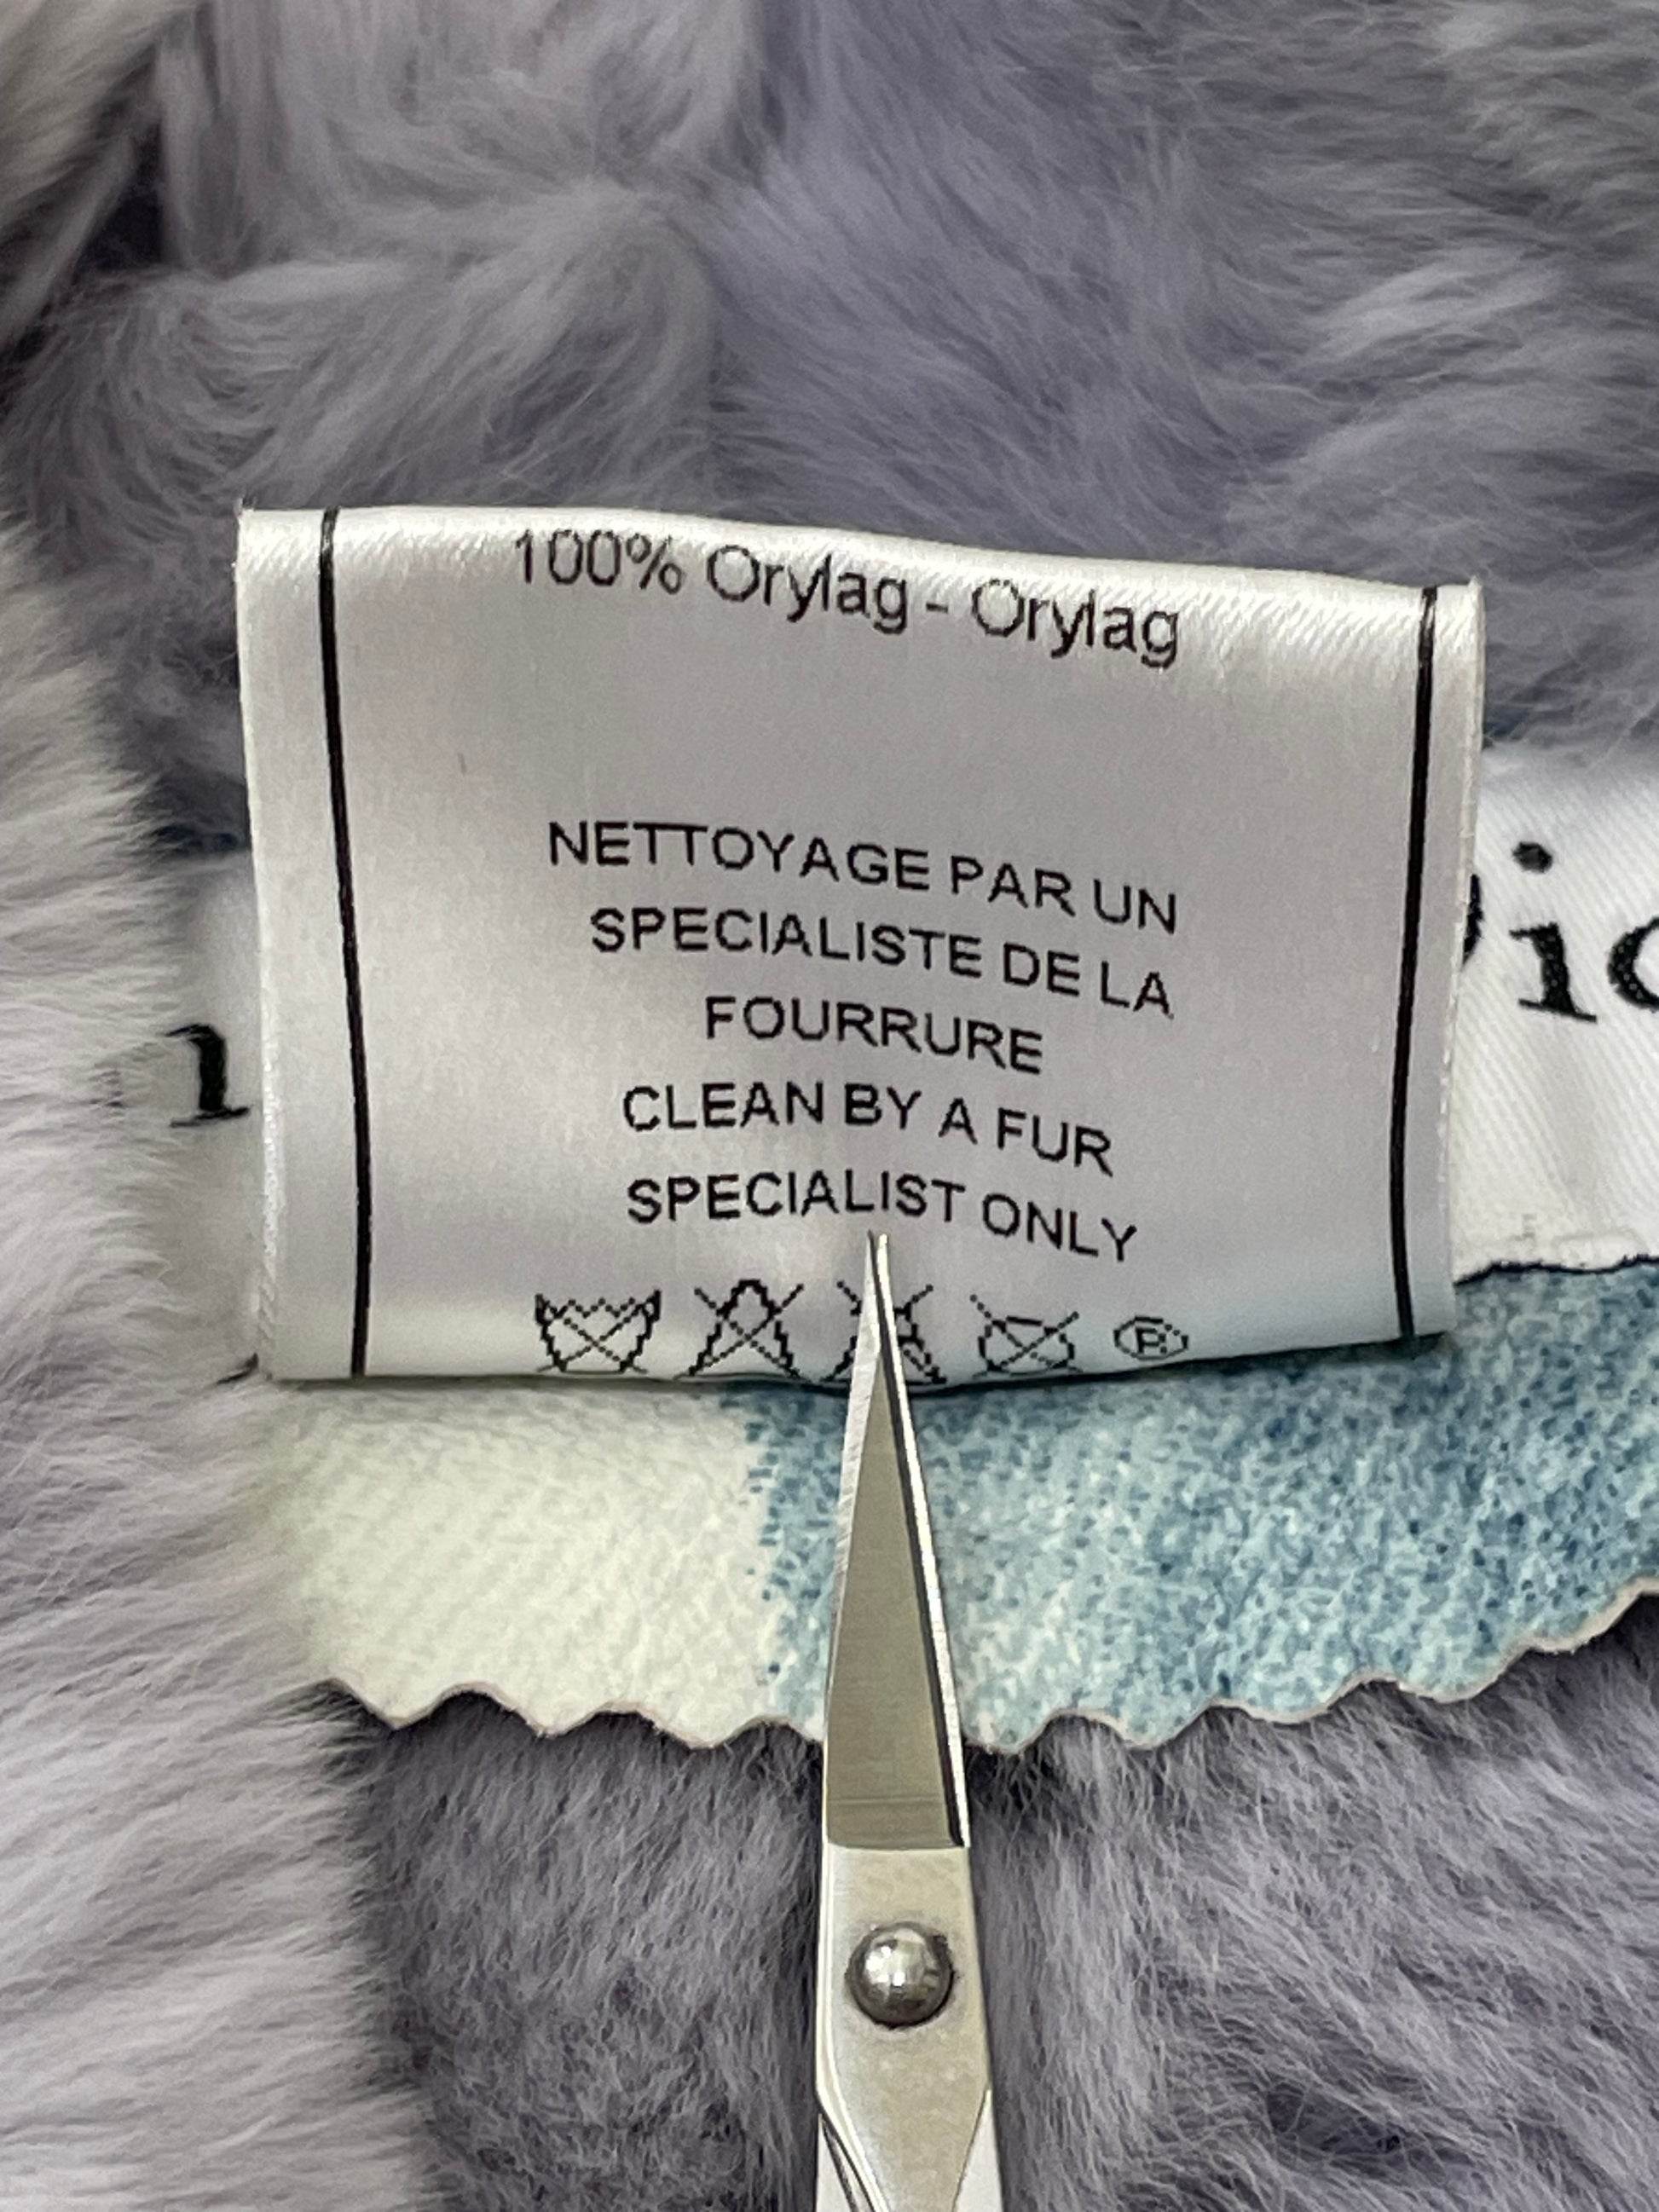 100% Orylag - Orylag
NETTOYAGE PAR UN
SPECIALISTE DE LA
FOURRURE
CLEAN BY A FUR
SPECIALIST ONLY
P